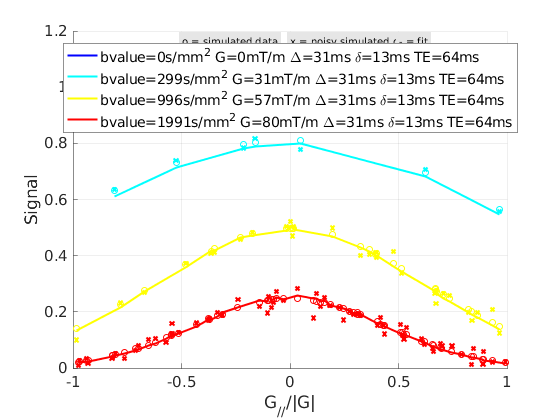 1.2
o = simulated data x = noisy simulated
bvalue=0s/mm² G=0mT/m Δ=31ms δ=13ms TE=64ms
bvalue=299s/mm² G=31mT/m Δ=31ms δ=13ms TE=64ms
bvalue=996s/mm² G=57mT/m Δ=31ms δ=13ms TE=64ms
bvalue=1991s/mm² G=80mT/m Δ=31ms δ=13ms TE=64ms
0.8
0.6
0.4
0.2
0
Signal
-1 -0.5 0 0.5 1
G_{//}/|G|